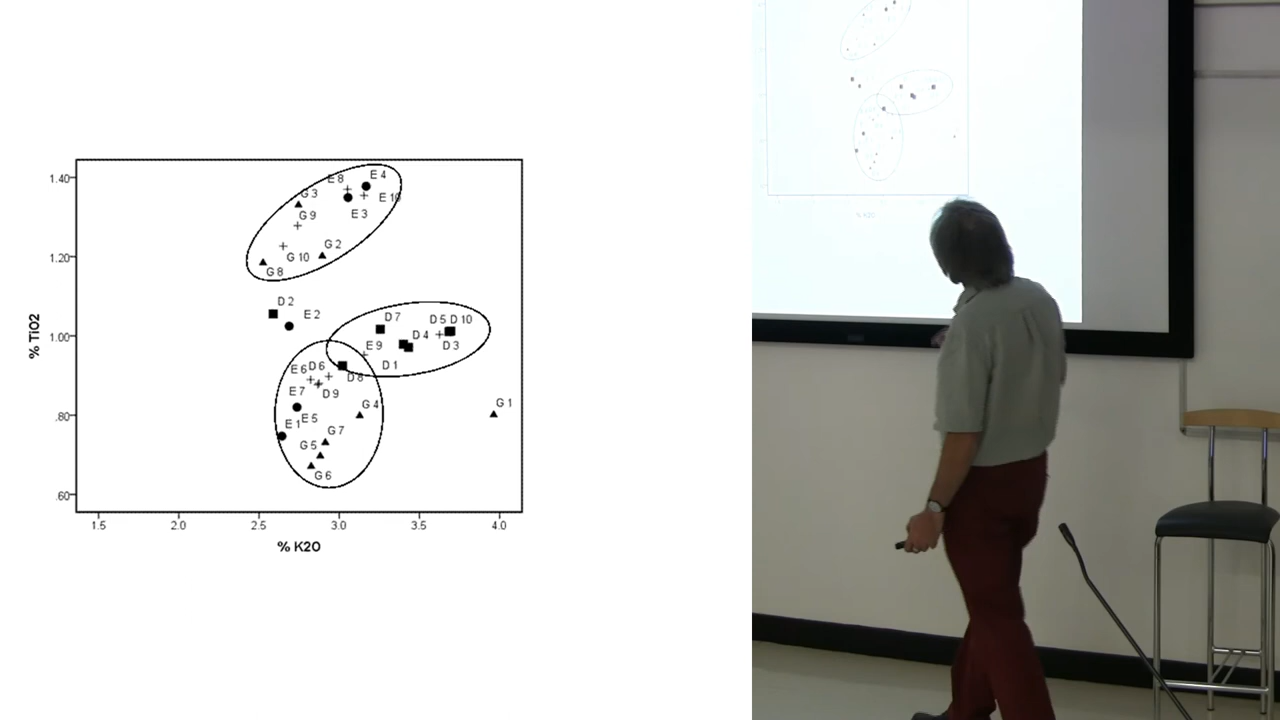 E 4
E 8
1.40
G 3
E 10
G 9
E 3
G 2
1.20
G 10
G 8
D 2
E 2
D 7
D 5
D 10
1.00
D 4
% TiO2
E 9
D 3
E 6
D 6
D 1
D 8
E 7
D 9
G 4
G 1
.80
E 5
E 1
G 7
G 5
G 6
.60
1.5
2.0
2.5
3.0
3.5
4.0
% K2O
% K2O